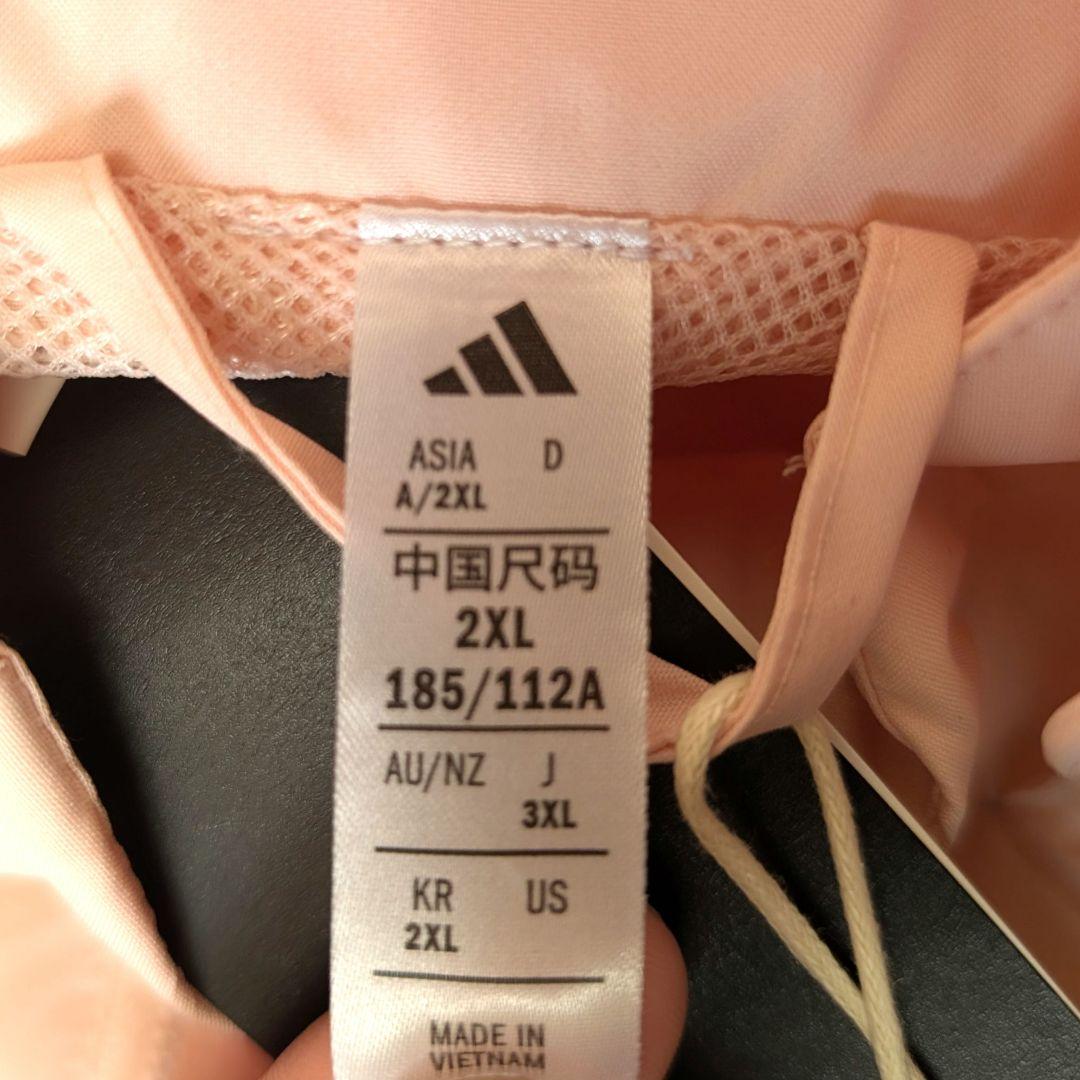 ASIA D
A/2XL
中国尺码
2XL
185/112A
AU/NZ J
3XL
KR US
2XL
MADE IN
VIETNAM